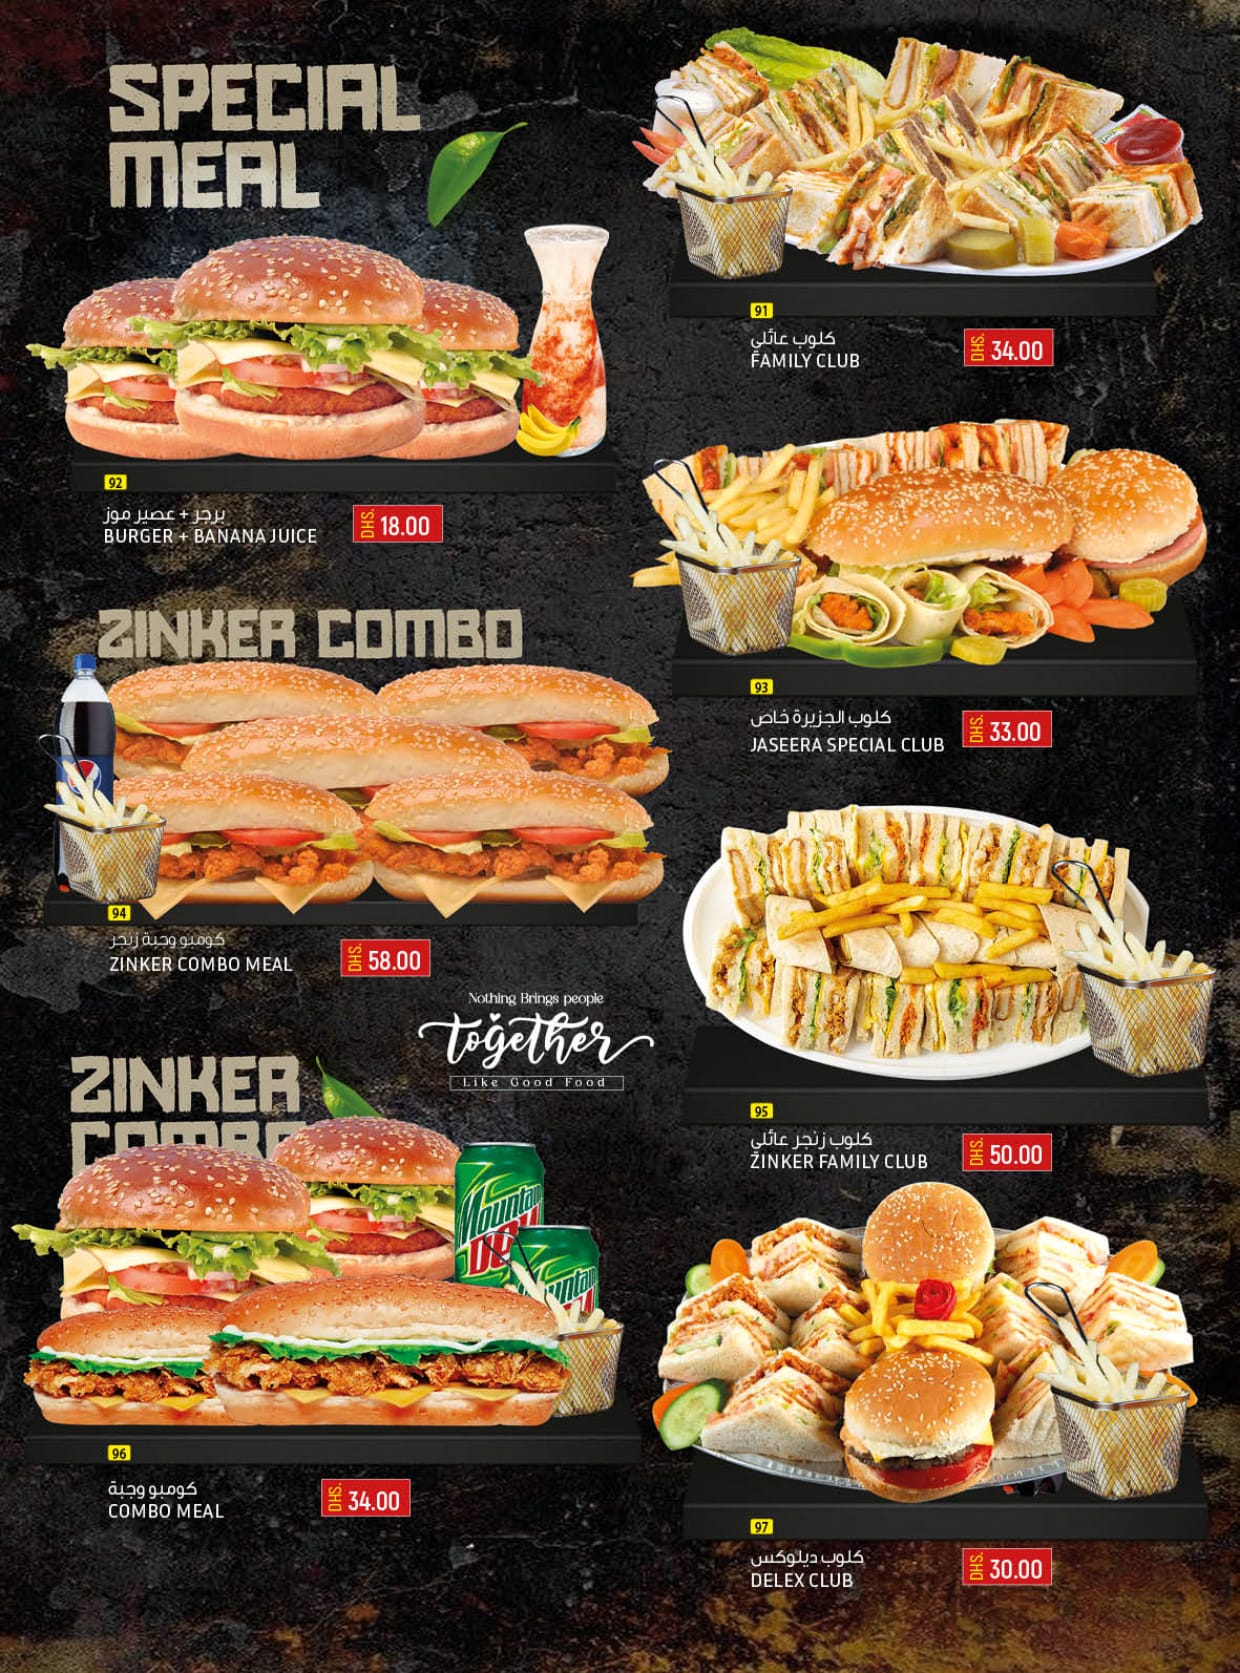 SPECIAL
MEAL
92
برجر + عصير موز
BURGER + BANANA JUICE
DHS. 18.00
91
كلوب عائلي
FAMILY CLUB
DHS. 34.00
93
كلوب الجزيرة خاص
JASEERA SPECIAL CLUB
DHS. 33.00
ZINKER COMBO
94
كومبو وجبة زنجر
ZINKER COMBO MEAL
DHS. 58.00
Nothing Brings people
together
Like Good Food
95
كلوب زنجر عائلي
ZINKER FAMILY CLUB
DHS. 50.00
ZINKER
COMBO
Mountain
DEW
Mountain
96
كومبو وجبة
COMBO MEAL
DHS. 34.00
97
كلوب ديلوكس
DELEX CLUB
DHS. 30.00